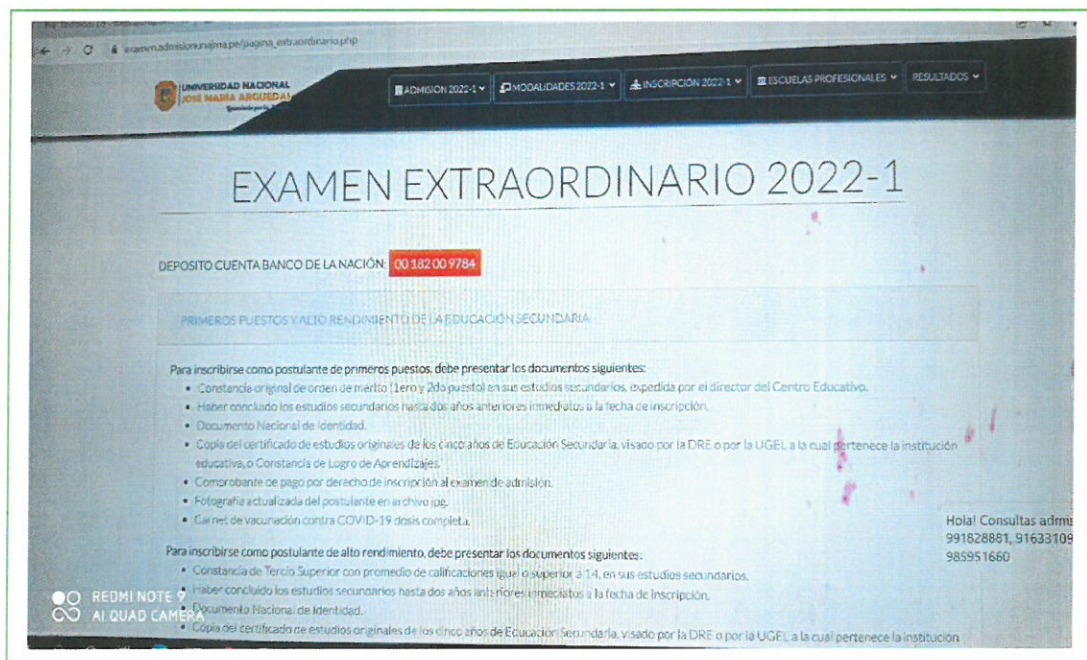 examen.admision.unajma.pe/pagina_extraordinario.php
UNIVERSIDAD NACIONAL
JOSÉ MARÍA ARGUEDAS
ADMISION 2022-1
MODALIDADES 2022-1
INSCRIPCIÓN 2022-1
ESCUELAS PROFESIONALES
RESULTADOS
EXAMEN EXTRAORDINARIO 2022-1
DEPOSITO CUENTA BANCO DE LA NACIÓN: 00 182 00 9784
PRIMEROS PUESTOS Y ALTO RENDIMIENTO DE LA EDUCACIÓN SECUNDARIA
Para inscribirse como postulante de primeros puestos, debe presentar los documentos siguientes:
• Constancia original de orden de mérito (1ero y 2do puesto) en sus estudios secundarios, expedida por el director del Centro Educativo.
• Haber concluido los estudios secundarios hasta dos años anteriores inmediatos a la fecha de inscripción.
• Documento Nacional de Identidad.
• Copia del certificado de estudios originales de los cinco años de Educación Secundaria, visado por la DRE o por la UGEL a la cual pertenece la institución
educativa, o Constancia de Logro de Aprendizajes.
• Comprobante de pago por derecho de inscripción al examen de admisión.
• Fotografía actualizada del postulante en archivo jpg.
• Carnet de vacunación contra COVID-19 dosis completa.
Hola! Consultas admi
991828881, 91633109
985951660
Para inscribirse como postulante de alto rendimiento, debe presentar los documentos siguientes:
• Constancia de Tercio Superior con promedio de calificaciones igual o superior a 14, en sus estudios secundarios.
• Haber concluido los estudios secundarios hasta dos años anteriores inmediatos a la fecha de inscripción.
• Documento Nacional de Identidad.
• Copia del certificado de estudios originales de los cinco años de Educación Secundaria, visado por la DRE o por la UGEL a la cual pertenece la institución
REDMI NOTE 9
AI QUAD CAMERA